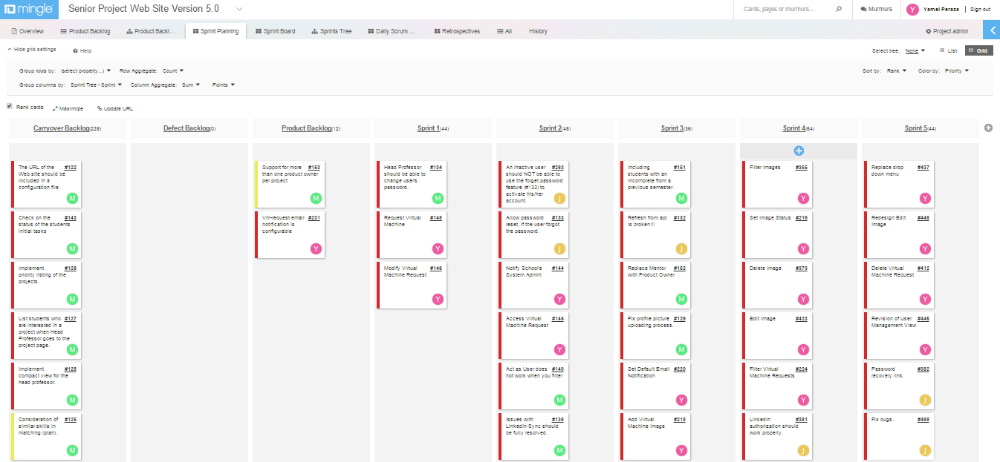 mingle Senior Project Web Site Version 5.0 Cards, pages or murmurs... Murmurs Y Yamel Peraza | Sign out
Overview Product Backlog Product Backl... Sprint Planning Sprint Board Sprints Tree Daily Scrum ... Retrospectives All History Project admin
Hide grid settings Help Select tree: None List Grid
Group rows by: (select property...) Row Aggregate: Count Sort by: Rank Color by: Priority
Group columns by: Sprint Tree - Sprint Column Aggregate: Sum Points
Rank cards Maximize Update URL
Carryover Backlog(228) Defect Backlog(0) Product Backlog(12) Sprint 1(44) Sprint 2(48) Sprint 3(36) Sprint 4(64) Sprint 5(44)
The URL of the #122
Web site should be
included in a
configuration file.
M
Check on the #143
status of the students
initial tasks
M
Implement #126
priority listing of the
projects.
M
List students who #127
are interested in a
project when Head
Professor goes to the
project page.
M
Implement #128
compact view for the
head professor.
M
Consideration of #125
similar skills in
matching (plan).
M
Support for more #153
than one product owner
per project
M
Vm-request email #231
notification is
configurable
Y
Head Professor #134
should be able to
change user's
password.
M
Request Virtual #148
Machine
Y
Modify Virtual #146
Machine Request
Y
An inactive user #263
should NOT be able to
use the forget password
feature (#133) to
activate his/her
account.
J
Allow password #133
reset, if the user forgot
the password.
J
Notify School's #144
System Admin
Y
Access Virtual #145
Machine Request
Y
Act as User does #140
not work when you filter
M
Issues with #136
LinkedIn Sync should
be fully resolved.
M
Including #151
students with an
incomplete from a
previous semester.
M
Refresh from api #132
is broken!!!
J
Replace Mentor #152
with Product Owner
M
Fix profile picture #129
uploading process.
M
Set Default Email #220
Notification
Y
Add Virtual #218
Machine Image
Y
Filter Images #355
Y
Set Image Status #219
Y
Delete Image #373
Y
Edit Image #423
Y
Filter Virtual #224
Machine Requests
Y
LinkedIn #381
authorization should
work properly.
J
Replace drop #437
down menu
Y
Redesign Edit #448
Image
Y
Delete Virtual #412
Machine Request
Y
Revision of User #445
Management View
Y
Password #382
recovery link.
J
Fix bugs. #469
J